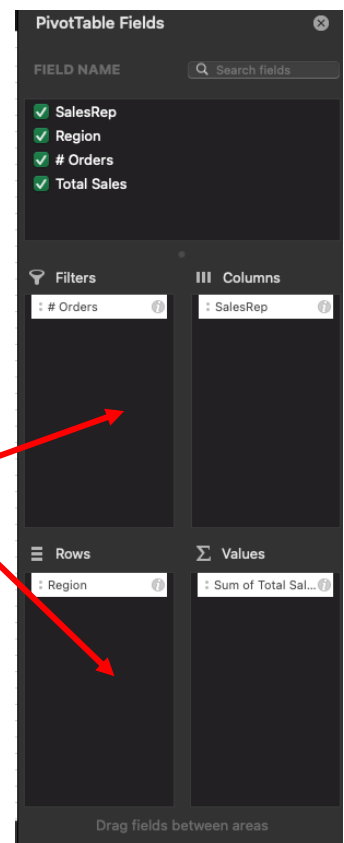 PivotTable Fields
FIELD NAME
Search fields
SalesRep
Region
# Orders
Total Sales
Filters
Columns
# Orders
SalesRep
Rows
Values
Region
Sum of Total Sal...
Drag fields between areas